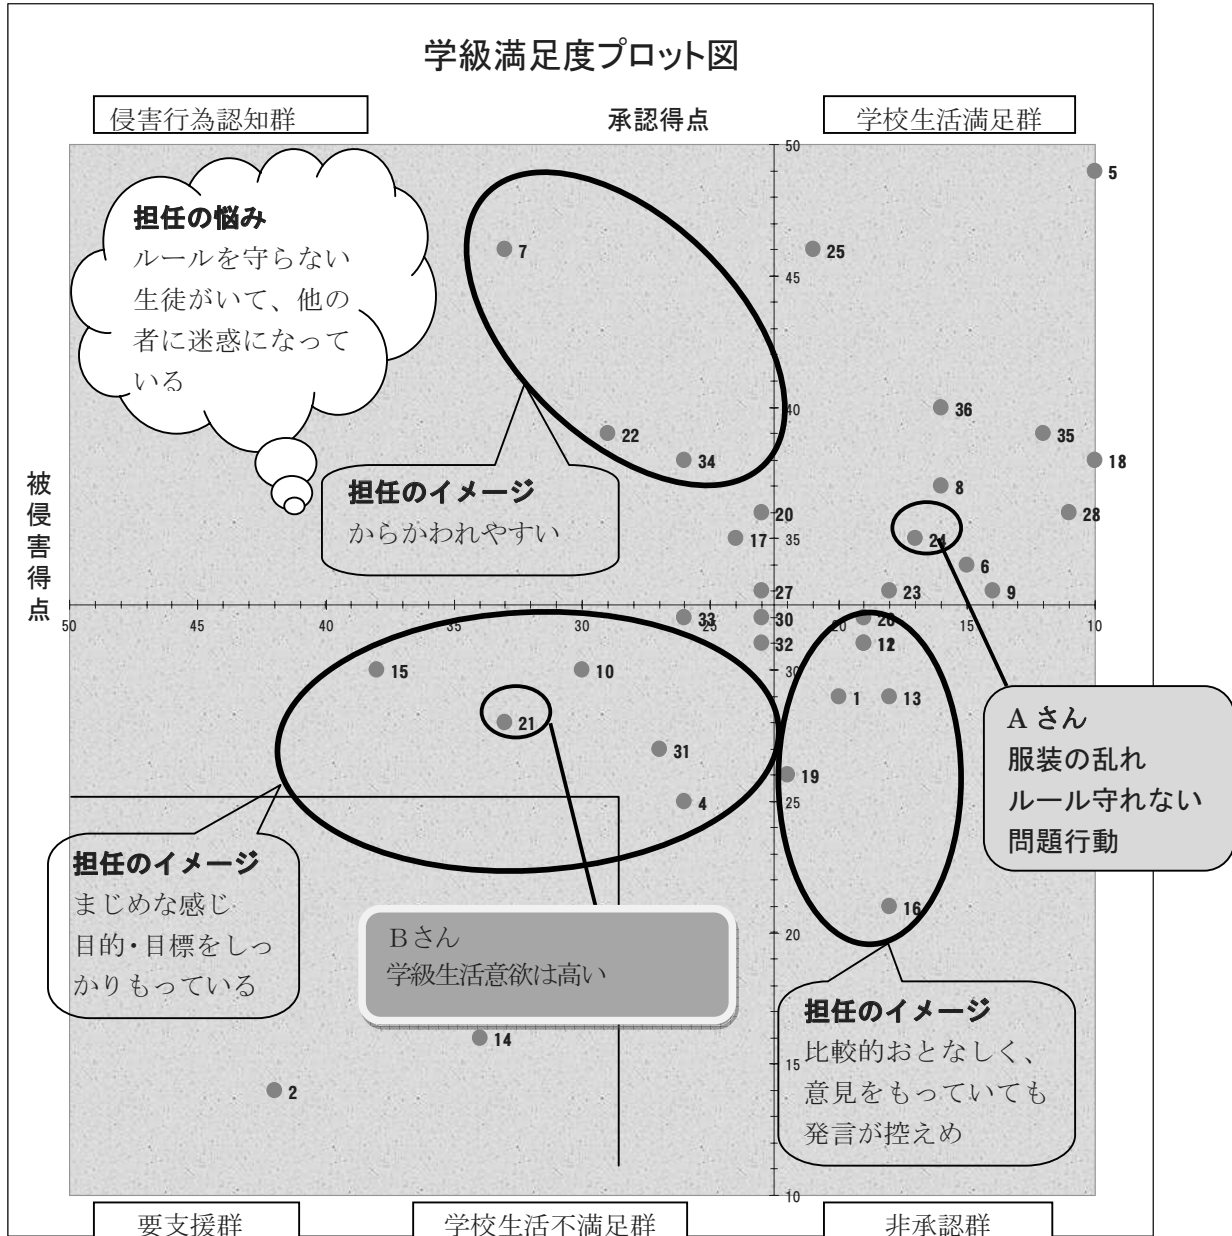 学級満足度プロット図
侵害行為認知群
承認得点
学校生活満足群
担任の悩み
ルールを守らない
生徒がいて、他の
者に迷惑になって
いる
担任のイメージ
からかわれやすい
被侵害得点
50
45
40
35
30
25
20
15
10
50
45
40
35
30
25
20
15
10
5
25
7
36
35
22
34
18
8
20
28
17
24
6
27
23
9
33
30
32
12
15
10
1
13
21
31
19
4
16
14
2
Aさん
服装の乱れ
ルール守れない
問題行動
担任のイメージ
まじめな感じ
目的・目標をしっ
かりもっている
Bさん
学級生活意欲は高い
担任のイメージ
比較的おとなしく、
意見をもっていても
発言が控えめ
要支援群
学校生活不満足群
非承認群